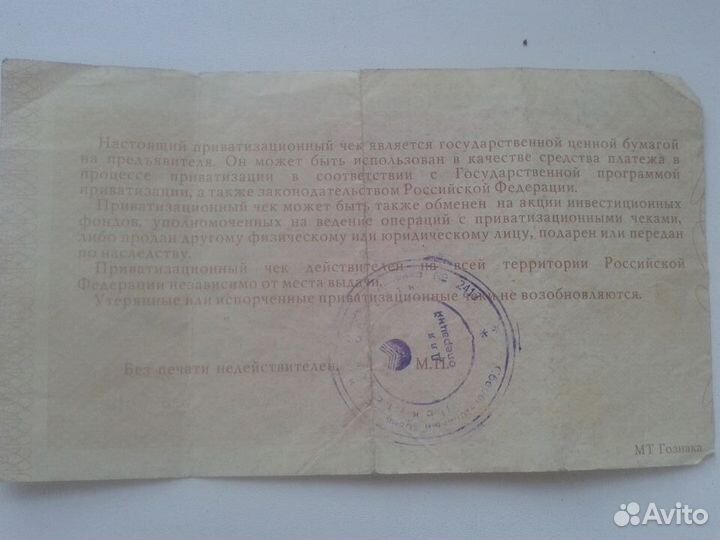 Настоящий приватизационный чек является государственной ценной бумагой
на предъявителя. Он может быть использован в качестве средства платежа в
процессе приватизации в соответствии с Государственной программой
приватизации, а также законодательством Российской Федерации.
Приватизационный чек может быть также обменен на акции инвестиционных
фондов, уполномоченных на ведение операций с приватизационными чеками,
либо продан другому физическому или юридическому лицу, подарен или передан
по наследству.
Приватизационный чек действителен на всей территории Российской
Федерации независимо от места выдачи.
Утерянные или испорченные приватизационные чеки не возобновляются.
Для
операций
Без печати недействителен. М.П.
МТ Гознака
Avito